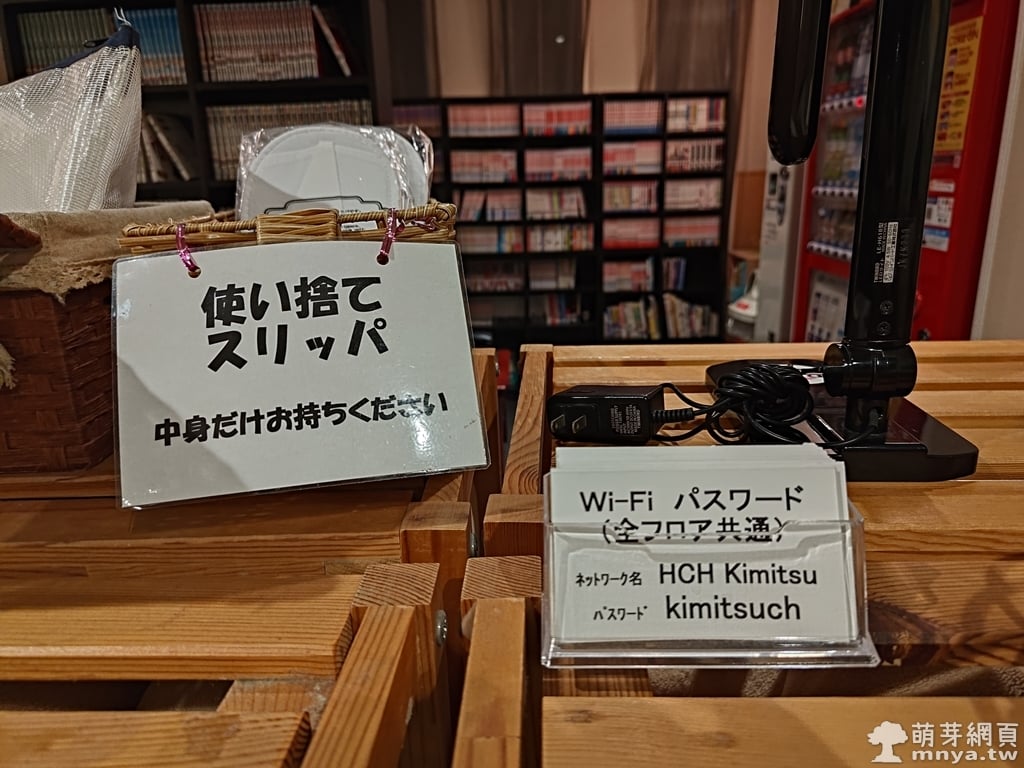 使い捨て
スリッパ
中身だけお持ちください
Wi-Fi パスワード
（全フロア共通）
ネットワーク名 HCH Kimitsu
パスワード kimitsuch
萌芽網頁
mnya.tw